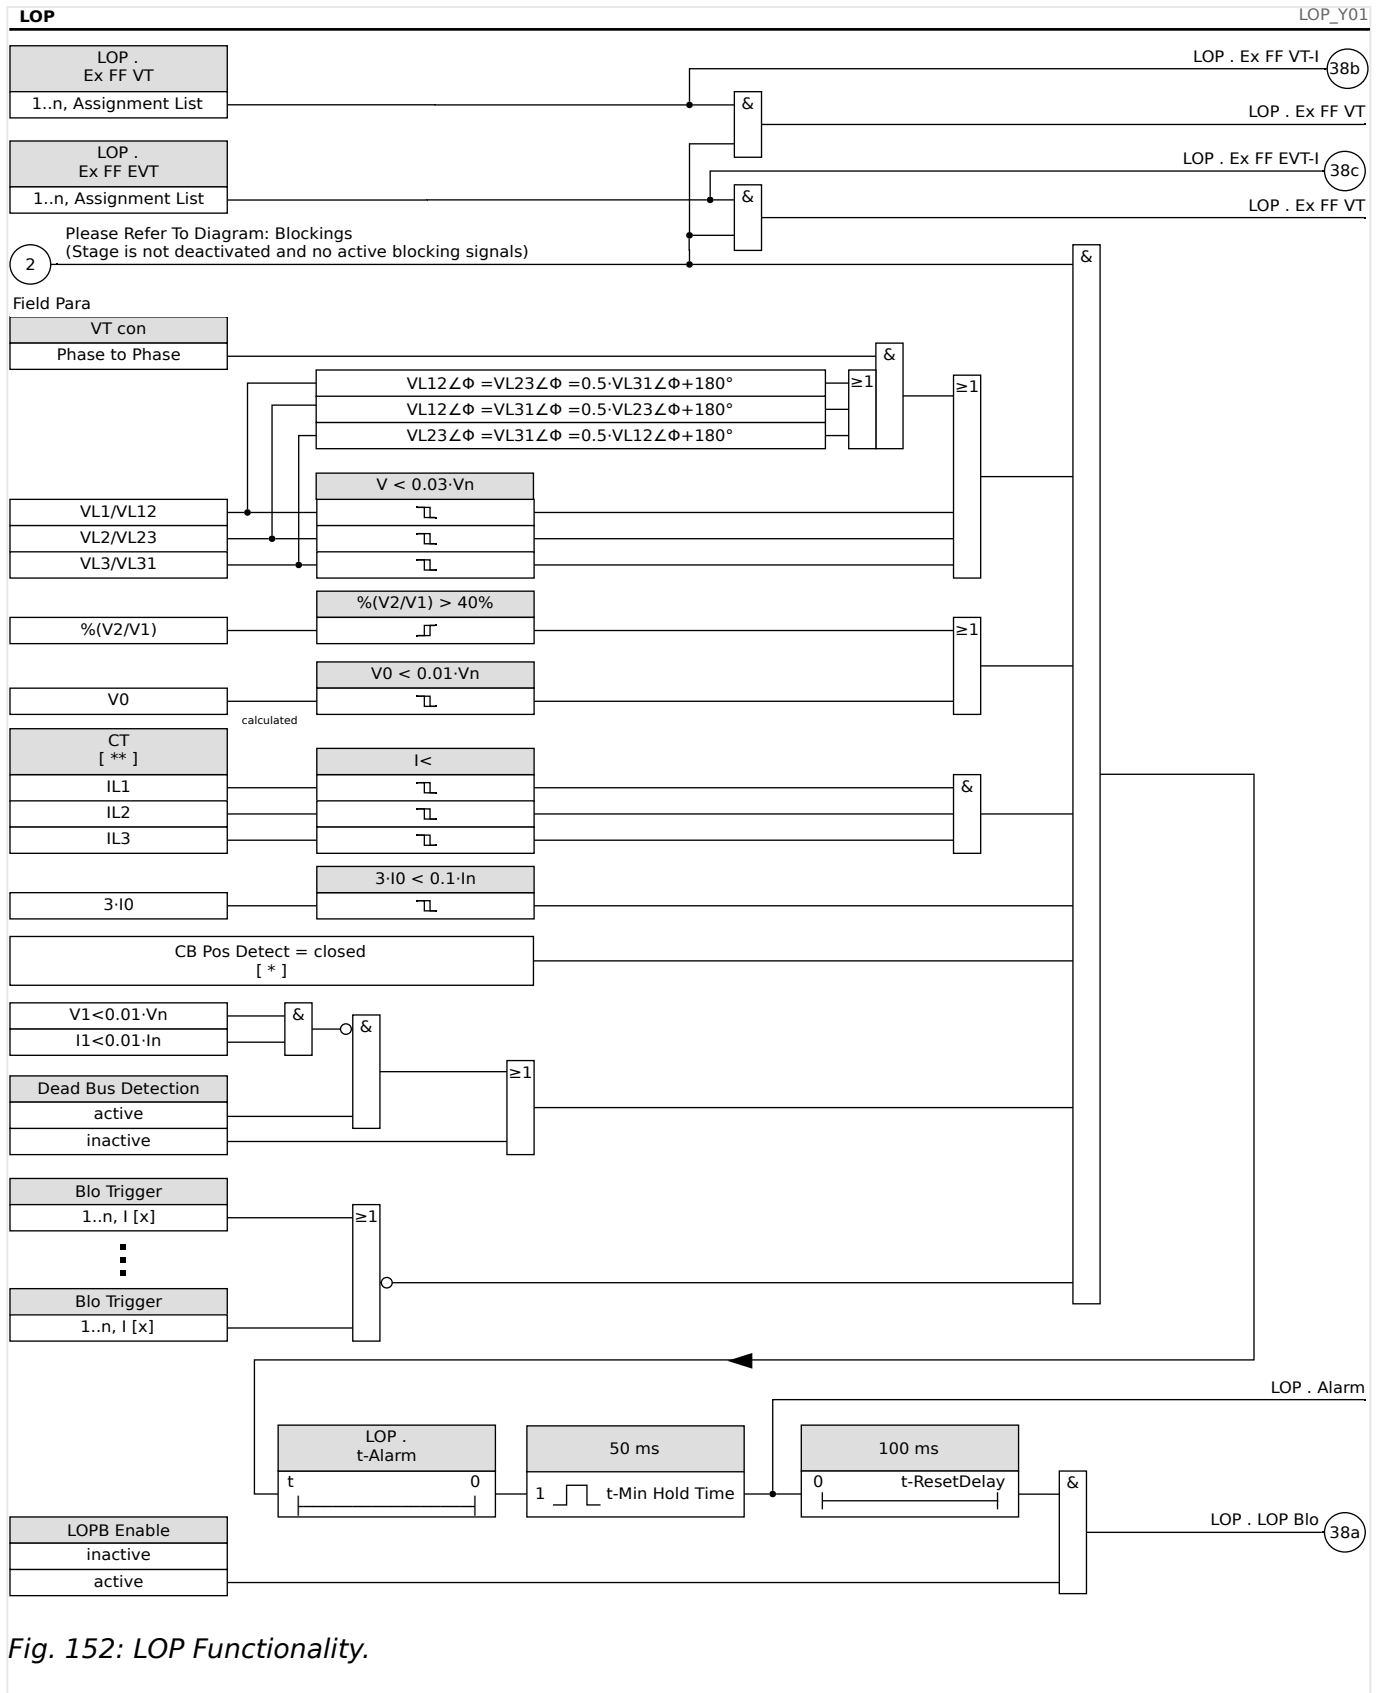 LOP
LOP_Y01
LOP .
Ex FF VT
1..n, Assignment List
LOP . Ex FF VT-I
38b
&
LOP . Ex FF VT
LOP .
Ex FF EVT
1..n, Assignment List
LOP . Ex FF EVT-I
38c
&
LOP . Ex FF VT
Please Refer To Diagram: Blockings
(Stage is not deactivated and no active blocking signals)
2
&
Field Para
VT con
Phase to Phase
&
VL12∠Φ =VL23∠Φ =0.5·VL31∠Φ+180°
≥1
≥1
VL12∠Φ =VL31∠Φ =0.5·VL23∠Φ+180°
VL23∠Φ =VL31∠Φ =0.5·VL12∠Φ+180°
V < 0.03·Vn
VL1/VL12
VL2/VL23
VL3/VL31
%(V2/V1) > 40%
%(V2/V1)
≥1
V0 < 0.01·Vn
V0
calculated
CT
[ ** ]
I<
IL1
&
IL2
IL3
3·I0 < 0.1·In
3·I0
CB Pos Detect = closed
[ * ]
V1<0.01·Vn
&
&
I1<0.01·In
≥1
Dead Bus Detection
active
inactive
Blo Trigger
1..n, I [x]
≥1
Blo Trigger
1..n, I [x]
LOP . Alarm
LOP .
t-Alarm
50 ms
100 ms
t
0
1
t-Min Hold Time
0
t-ResetDelay
&
LOP . LOP Blo
38a
LOPB Enable
inactive
active
Fig. 152: LOP Functionality.